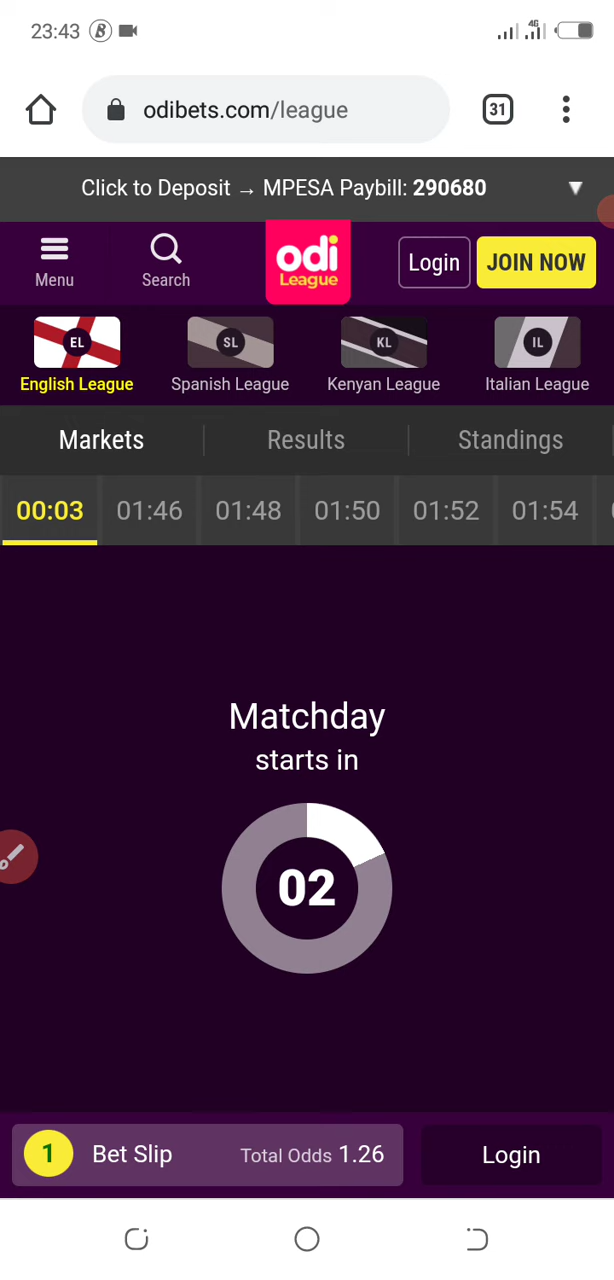 23:43 B 4G
odibets.com/league 31
Click to Deposit → MPESA Paybill: 290680 ▼
Menu
Search
odi
League
Login
JOIN NOW
EL SL KL IL
English League Spanish League Kenyan League Italian League
Markets Results Standings
00:03 01:46 01:48 01:50 01:52 01:54
Matchday
starts in
02
1 Bet Slip Total Odds 1.26 Login